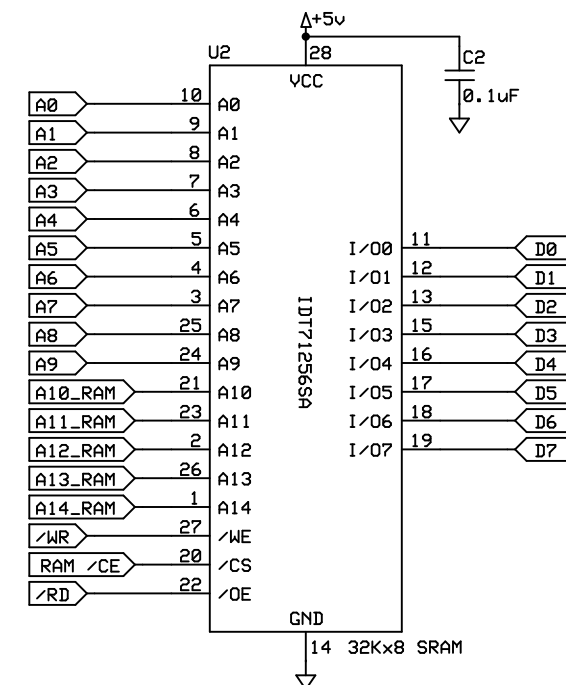 +5v
U2 28 C2
VCC
0.1uF
A0 10 A0
A1 9 A1
A2 8 A2
A3 7 A3
A4 6 A4
A5 5 A5 I/O0 11 D0
A6 4 A6 I/O1 12 D1
A7 3 A7 I/O2 13 D2
A8 25 A8 I/O3 15 D3
A9 24 A9 I/O4 16 D4
A10_RAM 21 A10 I/O5 17 D5
A11_RAM 23 A11 I/O6 18 D6
A12_RAM 2 A12 I/O7 19 D7
A13_RAM 26 A13
A14_RAM 1 A14
/WR 27 /WE
RAM /CE 20 /CS
/RD 22 /OE
IDT71256SA
GND
14 32Kx8 SRAM